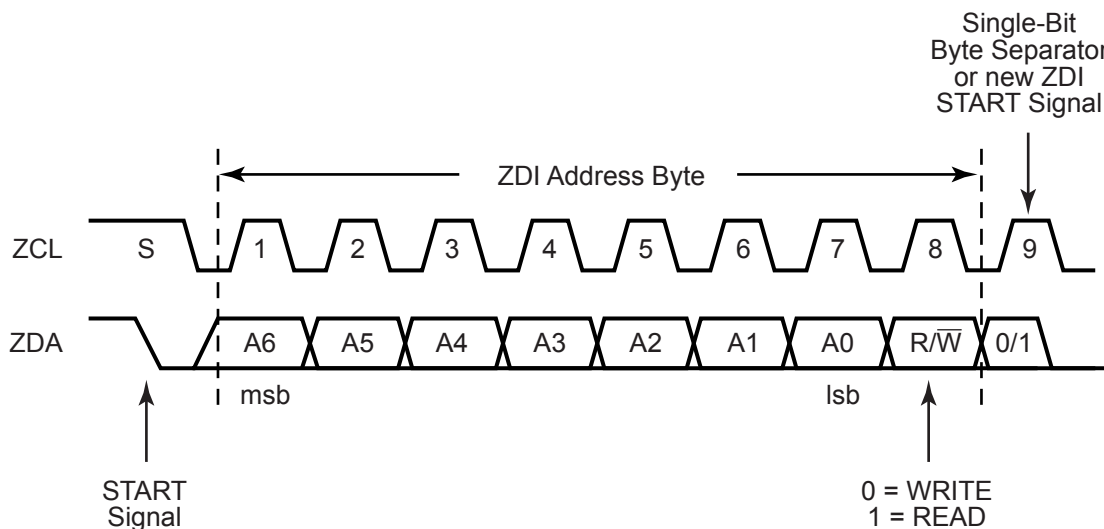 Single-Bit
Byte Separator
or new ZDI
START Signal
ZDI Address Byte
ZCL S 1 2 3 4 5 6 7 8 9
ZDA A6 A5 A4 A3 A2 A1 A0 R/W̅ 0/1
msb lsb
START
Signal
0 = WRITE
1 = READ